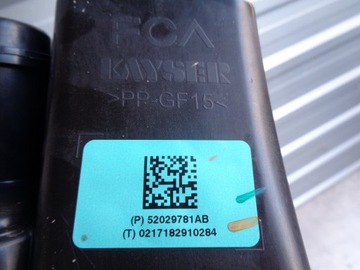 FCA
KAYSER
>PP-GF15<
(P) 52029781AB
(T) 0217182910284